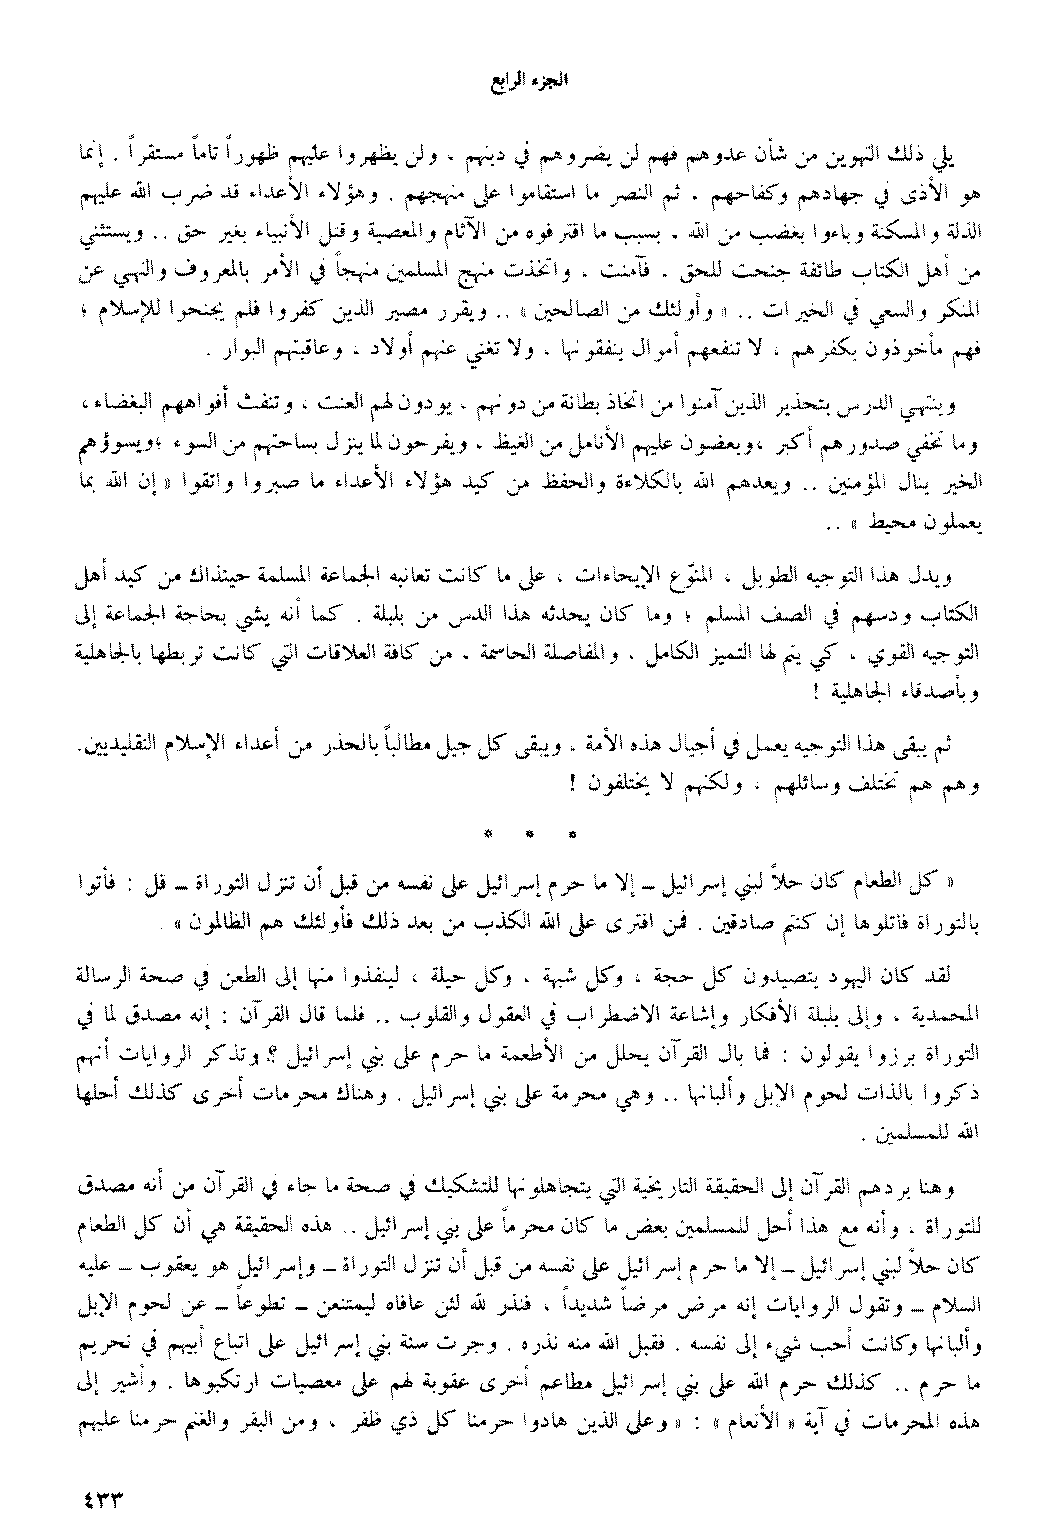 الجزء الرابع
يلي ذلك التهوين من شأن عدوهم فهم لن يضروهم في دينهم ، ولن يظهروا عليهم ظهوراً تاماً مستقراً . إنما
هو الأذى في جهادهم وكفاحهم . ثم النصر ما استقاموا على منهجهم . وهؤلاء الأعداء قد ضرب الله عليهم
الذلة والمسكنة وباءوا بغضب من الله . بسبب ما اقترفوه من الآثام والمعصية وقتل الأنبياء بغير حق .. ويستثني
من أهل الكتاب طائفة جنحت للحق ، فآمنت ، واتخذت منهج المسلمين منهجاً في الأمر بالمعروف والنهي عن
المنكر والسعي في الخيرات .. « وأولئك من الصالحين » .. ويقرر مصير الذين كفروا فلم يجنحوا للإسلام ؛
فهم مأخوذون بكفرهم ، لا تنفعهم أموال ينفقونها ، ولا تغني عنهم أولاد ، وعاقبتهم البوار .
وينتهي الدرس بتحذير الذين آمنوا من اتخاذ بطانة من دونهم ، يودون لهم العنت ، وتنفث أفواههم البغضاء ،
وما تخفي صدورهم أكبر ، ويعضون عليهم الأنامل من الغيظ ، ويفرحون لما ينزل بساحتهم من السوء ؛ ويسوؤهم
الخير ينال المؤمنين .. ويعدهم الله بالكلاءة والحفظ من كيد هؤلاء الأعداء ما صبروا واتقوا « إن الله بما
يعملون محيط » ..
ويدل هذا التوجيه الطويل ، المنوّع الإيحاءات ، على ما كانت تعانيه الجماعة المسلمة حينذاك من كيد أهل
الكتاب ودسهم في الصف المسلم ؛ وما كان يحدثه هذا الدس من بلبلة . كما أنه يشي بحاجة الجماعة إلى
التوجيه القوي ، كي يتم لها التميز الكامل ، والمفاصلة الحاسمة ، من كافة العلاقات التي كانت تربطها بالجاهلية
وبأصدقاء الجاهلية !
ثم يبقى هذا التوجيه يعمل في أجيال هذه الأمة ، ويبقى كل جيل مطالباً بالحذر من أعداء الإسلام التقليديين.
وهم هم تختلف وسائلهم ، ولكنهم لا يختلفون !
* * *
« كل الطعام كان حلاً لبني إسرائيل – إلا ما حرم إسرائيل على نفسه من قبل أن تنزل التوراة – قل : فأتوا
بالتوراة فاتلوها إن كنتم صادقين . فمن افترى على الله الكذب من بعد ذلك فأولئك هم الظالمون » .
لقد كان اليهود يتصيدون كل حجة ، وكل شبهة ، وكل حيلة ، لينفذوا منها إلى الطعن في صحة الرسالة
المحمدية ، وإلى بلبلة الأفكار وإشاعة الاضطراب في العقول والقلوب .. فلما قال القرآن : إنه مصدق لما في
التوراة برزوا يقولون : فما بال القرآن يحلل من الأطعمة ما حرم على بني إسرائيل ؟ وتذكر الروايات أنهم
ذكروا بالذات لحوم الإبل وألبانها .. وهي محرمة على بني إسرائيل . وهناك محرمات أخرى كذلك أحلها
الله للمسلمين .
وهنا يردهم القرآن إلى الحقيقة التاريخية التي يتجاهلونها للتشكيك في صحة ما جاء في القرآن من أنه مصدق
للتوراة ، وأنه مع هذا أحل للمسلمين بعض ما كان محرماً على بني إسرائيل .. هذه الحقيقة هي أن كل الطعام
كان حلاً لبني إسرائيل – إلا ما حرم إسرائيل على نفسه من قبل أن تنزل التوراة – وإسرائيل هو يعقوب – عليه
السلام – وتقول الروايات إنه مرض مرضاً شديداً ، فنذر لله لئن عافاه ليمتنعن – تطوعاً – عن لحوم الإبل
وألبانها وكانت أحب شيء إلى نفسه . فقبل الله منه نذره . وجرت سنة بني إسرائيل على اتباع أبيهم في تحريم
ما حرم .. كذلك حرم الله على بني إسرائيل مطاعم أخرى عقوبة لهم على معصيات ارتكبوها . وأشير إلى
هذه المحرمات في آية « الأنعام » : « وعلى الذين هادوا حرمنا كل ذي ظفر ، ومن البقر والغنم حرمنا عليهم
٤٣٣